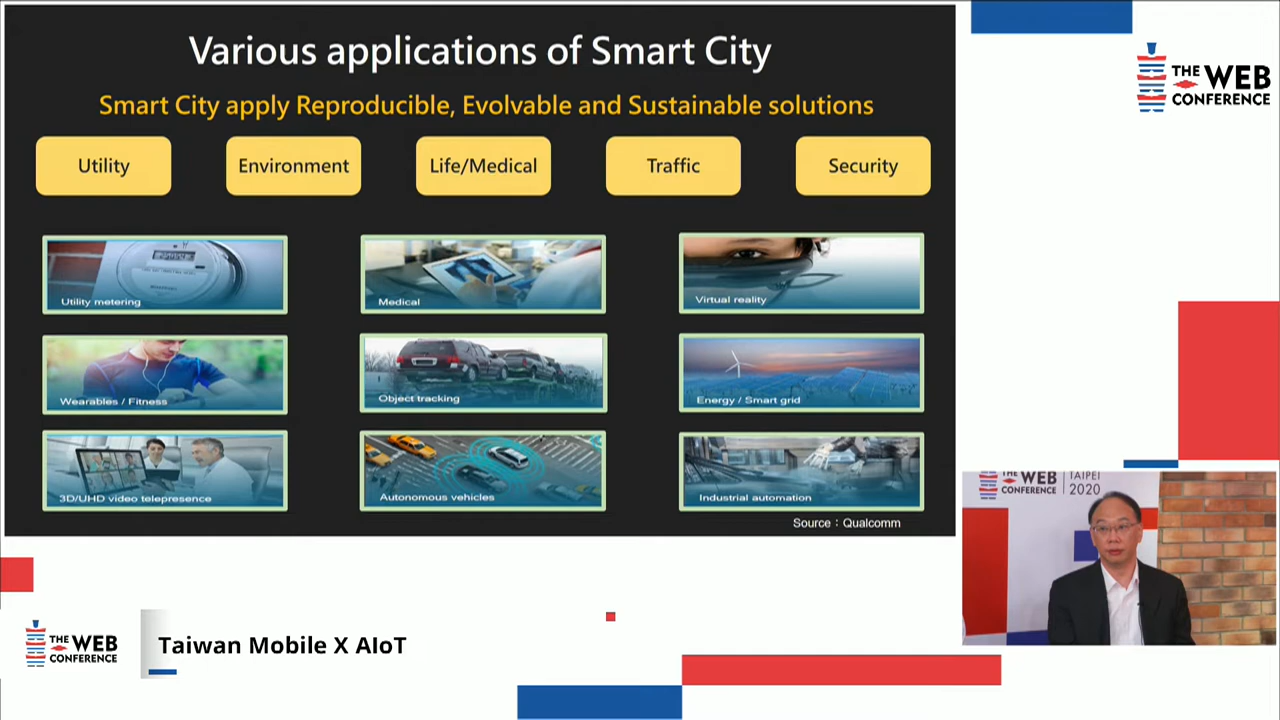 Various applications of Smart City
Smart City apply Reproducible, Evolvable and Sustainable solutions
Utility
Environment
Life/Medical
Traffic
Security
Utility metering
Medical
Virtual reality
Wearables / Fitness
Object tracking
Energy / Smart grid
3D/UHD video telepresence
Autonomous vehicles
Industrial automation
Source：Qualcomm
THE WEB
CONFERENCE
THE WEB
CONFERENCE
TAIPEI
2020
THE WEB
CONFERENCE
Taiwan Mobile X AIoT